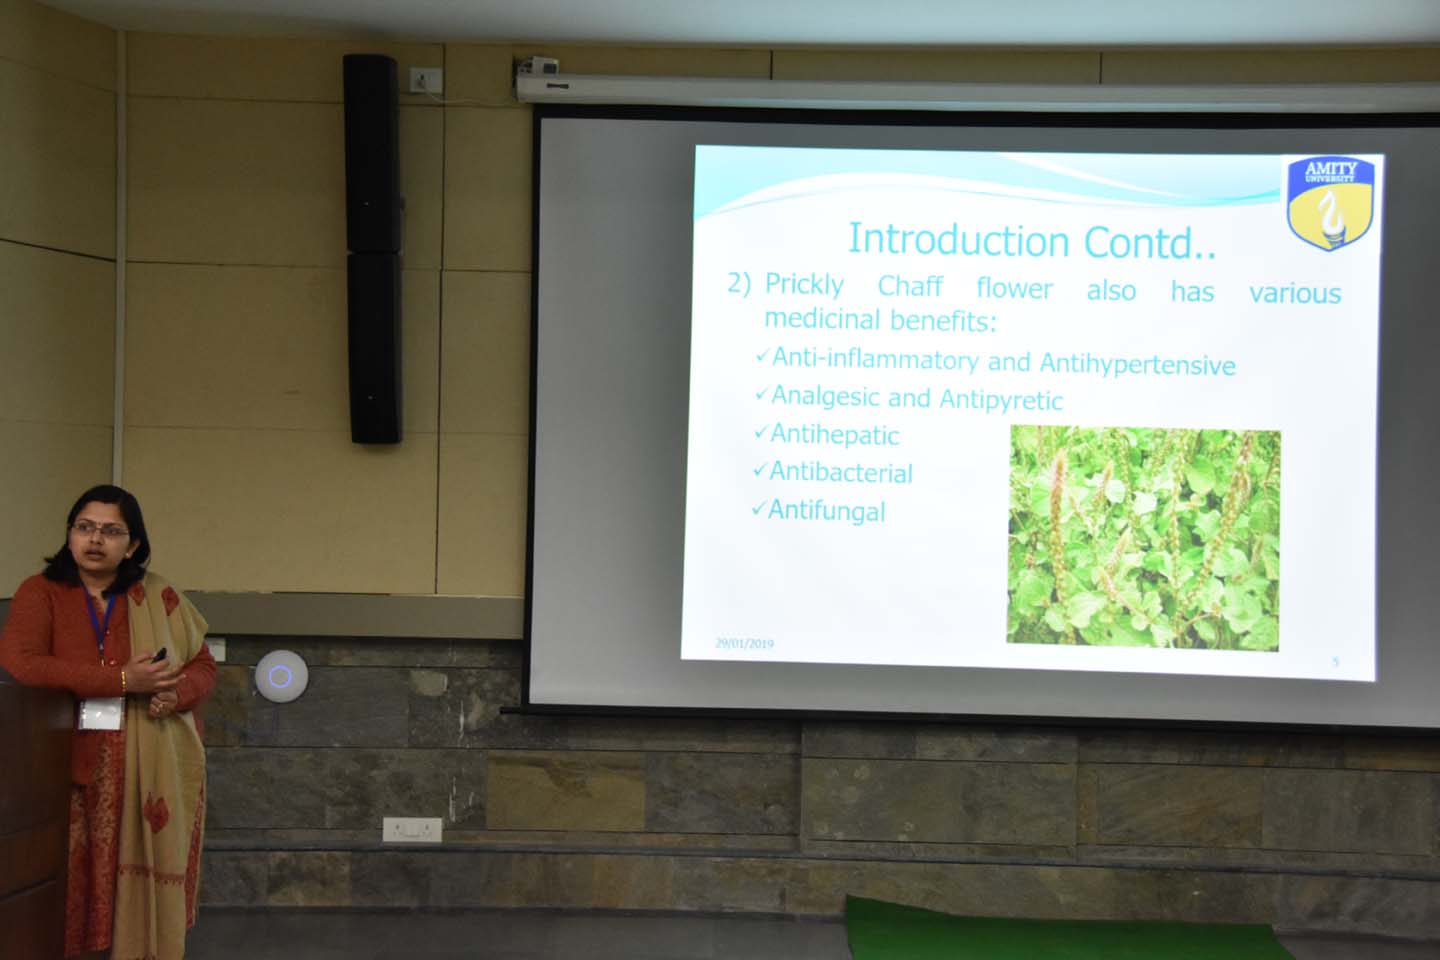 AMITY
UNIVERSITY
Introduction Contd..
2) Prickly Chaff flower also has various
medicinal benefits:
✓Anti-inflammatory and Antihypertensive
✓Analgesic and Antipyretic
✓Antihepatic
✓Antibacterial
✓Antifungal
29/01/2019
5